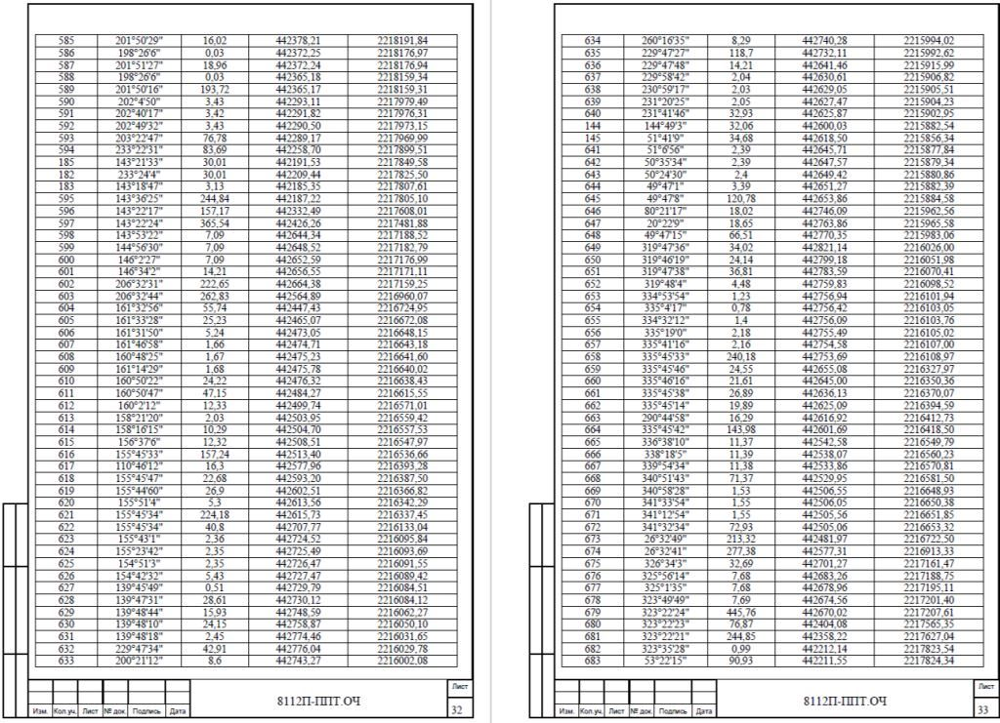 585 201°50'29" 16,02 442378,21 2218191,84
586 198°26'6" 0,03 442372,25 2218176,97
587 201°51'27" 18,96 442372,24 2218176,94
588 198°26'6" 0,03 442365,18 2218159,34
589 201°50'16" 193,72 442365,17 2218159,31
590 202°4'50" 3,43 442293,11 2217979,49
591 202°40'17" 3,42 442291,82 2217976,31
592 202°49'32" 3,43 442290,50 2217973,15
593 203°22'47" 76,78 442289,17 2217969,99
594 233°22'31" 83,69 442258,70 2217899,51
185 143°21'33" 30,01 442191,53 2217849,58
182 233°24'4" 30,01 442209,44 2217825,50
183 143°18'47" 3,13 442185,35 2217807,61
595 143°36'25" 244,84 442187,22 2217805,10
596 143°22'17" 157,17 442332,49 2217608,01
597 143°22'24" 365,54 442426,26 2217481,88
598 143°53'22" 7,09 442644,34 2217188,52
599 144°56'30" 7,09 442648,52 2217182,79
600 146°2'27" 7,09 442652,59 2217176,99
601 146°34'2" 14,21 442656,55 2217171,11
602 206°32'31" 222,65 442664,38 2217159,25
603 206°32'44" 262,83 442564,89 2216960,07
604 161°32'56" 55,74 442447,43 2216724,95
605 161°33'28" 25,23 442465,07 2216672,08
606 161°31'50" 5,24 442473,05 2216648,15
607 161°46'58" 1,66 442474,71 2216643,18
608 160°48'25" 1,67 442475,23 2216641,60
609 161°14'29" 1,68 442475,78 2216640,02
610 160°50'22" 24,22 442476,32 2216638,43
611 160°50'47" 47,15 442484,27 2216615,55
612 160°2'12" 12,33 442499,74 2216571,01
613 158°21'20" 2,03 442503,95 2216559,42
614 158°16'15" 10,29 442504,70 2216557,53
615 156°37'6" 12,32 442508,51 2216547,97
616 155°45'33" 157,24 442513,40 2216536,66
617 110°46'12" 16,3 442577,96 2216393,28
618 155°45'47" 22,68 442593,20 2216387,50
619 155°44'60" 26,9 442602,51 2216366,82
620 155°51'4" 5,3 442613,56 2216342,29
621 155°45'34" 224,18 442615,73 2216337,45
622 155°45'34" 40,8 442707,77 2216133,04
623 155°43'1" 2,36 442724,52 2216095,84
624 155°23'42" 2,35 442725,49 2216093,69
625 154°51'3" 2,35 442726,47 2216091,55
626 154°42'32" 5,43 442727,47 2216089,42
627 139°45'49" 0,51 442729,79 2216084,51
628 139°47'31" 28,61 442730,12 2216084,12
629 139°48'44" 15,93 442748,59 2216062,27
630 139°48'10" 24,15 442758,87 2216050,10
631 139°48'18" 2,45 442774,46 2216031,65
632 229°47'34" 42,91 442776,04 2216029,78
633 200°21'12" 8,6 442743,27 2216002,08
Изм. Кол.уч. Лист № док. Подпись Дата
8112П-ППТ.ОЧ
Лист
32
634 260°16'35" 8,29 442740,28 2215994,02
635 229°47'27" 118,7 442732,11 2215992,62
636 229°47'48" 14,21 442641,46 2215915,99
637 229°58'42" 2,04 442630,61 2215906,82
638 230°59'17" 2,03 442629,05 2215905,51
639 231°20'25" 2,05 442627,47 2215904,23
640 231°41'46" 32,93 442625,87 2215902,95
144 144°49'3" 32,06 442600,03 2215882,54
145 51°41'9" 34,68 442618,50 2215856,34
641 51°6'56" 2,39 442645,71 2215877,84
642 50°35'34" 2,39 442647,57 2215879,34
643 50°24'30" 2,4 442649,42 2215880,86
644 49°47'1" 3,39 442651,27 2215882,39
645 49°47'8" 120,78 442653,86 2215884,58
646 80°21'17" 18,02 442746,09 2215962,56
647 20°22'9" 18,65 442763,86 2215965,58
648 49°47'15" 66,51 442770,35 2215983,06
649 319°47'36" 34,02 442821,14 2216026,00
650 319°46'19" 24,14 442799,18 2216051,98
651 319°47'38" 36,81 442783,59 2216070,41
652 319°48'4" 4,48 442759,83 2216098,52
653 334°53'54" 1,23 442756,94 2216101,94
654 335°4'17" 0,78 442756,42 2216103,05
655 334°32'12" 1,4 442756,09 2216103,76
656 335°19'0" 2,18 442755,49 2216105,02
657 335°41'16" 2,16 442754,58 2216107,00
658 335°45'33" 240,18 442753,69 2216108,97
659 335°45'46" 24,55 442655,08 2216327,97
660 335°46'16" 21,61 442645,00 2216350,36
661 335°45'38" 26,89 442636,13 2216370,07
662 335°45'14" 19,89 442625,09 2216394,59
663 290°44'58" 16,29 442616,92 2216412,73
664 335°45'42" 143,98 442601,69 2216418,50
665 336°38'10" 11,37 442542,58 2216549,79
666 338°18'5" 11,39 442538,07 2216560,23
667 339°54'34" 11,38 442533,86 2216570,81
668 340°51'43" 71,37 442529,95 2216581,50
669 340°58'28" 1,53 442506,55 2216648,93
670 341°33'54" 1,55 442506,05 2216650,38
671 341°12'54" 1,55 442505,56 2216651,85
672 341°32'34" 72,93 442505,06 2216653,32
673 26°32'49" 213,32 442481,97 2216722,50
674 26°32'41" 277,38 442577,31 2216913,33
675 326°34'3" 32,69 442701,27 2217161,47
676 325°56'14" 7,68 442683,26 2217188,75
677 325°1'35" 7,68 442678,96 2217195,11
678 323°49'49" 7,69 442674,56 2217201,40
679 323°22'24" 445,76 442670,02 2217207,61
680 323°22'23" 76,87 442404,08 2217565,35
681 323°22'21" 244,85 442358,22 2217627,04
682 323°35'28" 0,99 442212,14 2217823,54
683 53°22'15" 90,93 442211,55 2217824,34
Изм. Кол.уч. Лист № док. Подпись Дата
8112П-ППТ.ОЧ
Лист
33